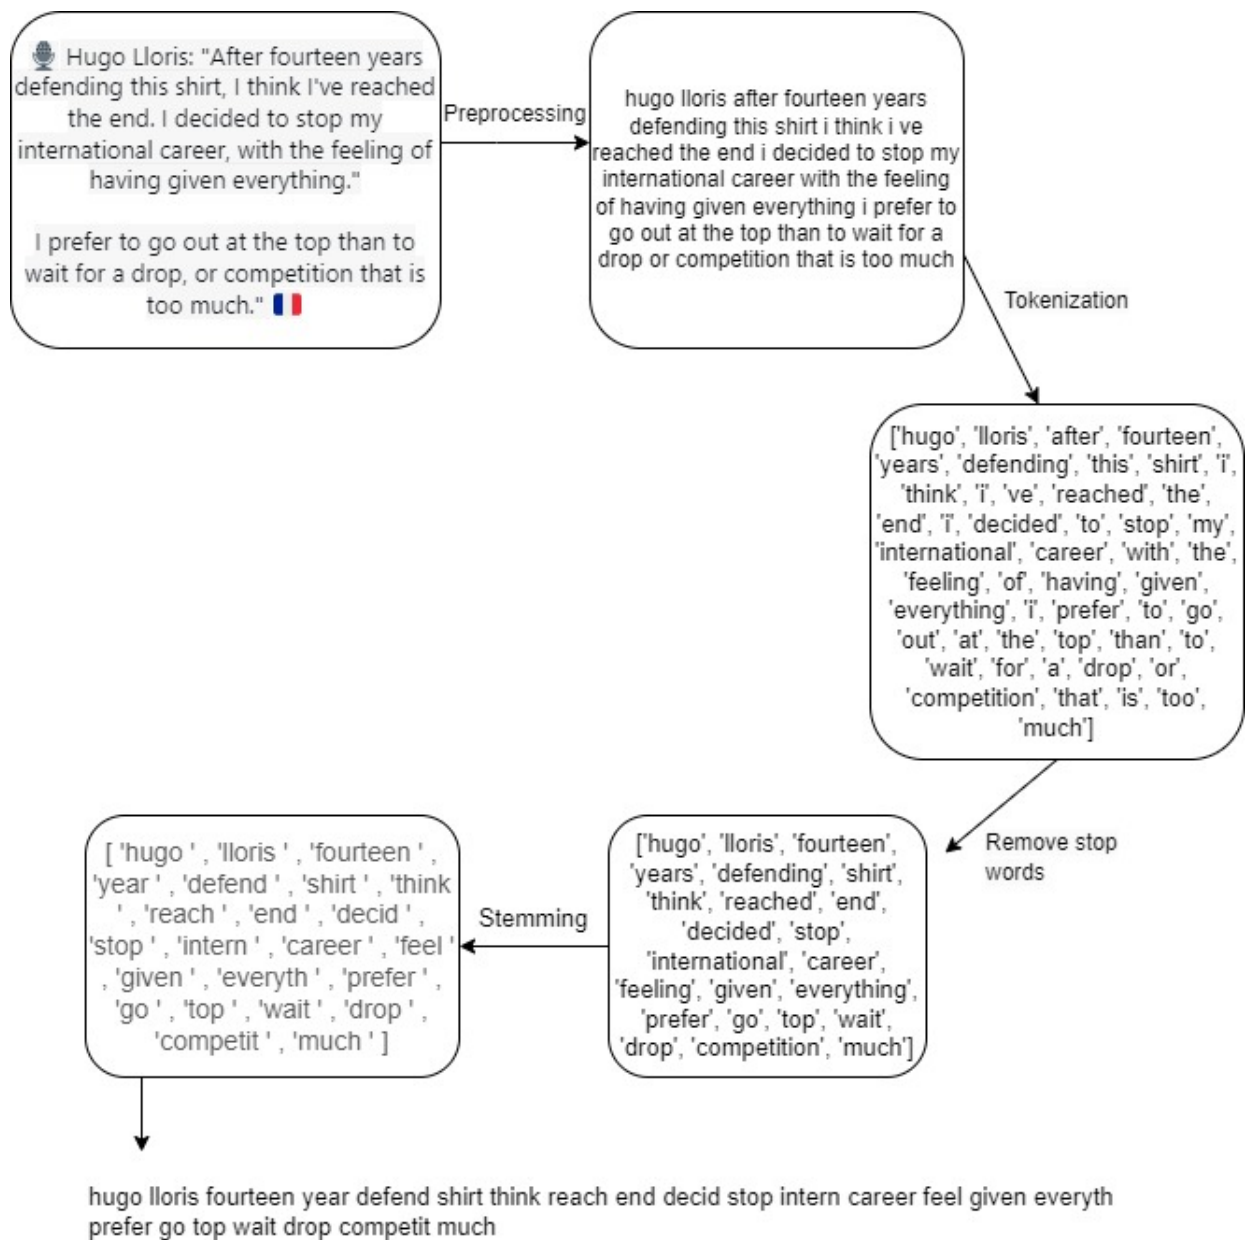 🎙️ Hugo Lloris: "After fourteen years
defending this shirt, I think I've reached
the end. I decided to stop my
international career, with the feeling of
having given everything."
I prefer to go out at the top than to
wait for a drop, or competition that is
too much." 🇫🇷
Preprocessing
hugo lloris after fourteen years
defending this shirt i think i ve
reached the end i decided to stop my
international career with the feeling
of having given everything i prefer to
go out at the top than to wait for a
drop or competition that is too much
Tokenization
['hugo', 'lloris', 'after', 'fourteen',
'years', 'defending', 'this', 'shirt', 'i',
'think', 'i', 've', 'reached', 'the',
'end', 'i', 'decided', 'to', 'stop', 'my',
'international', 'career', 'with', 'the',
'feeling', 'of', 'having', 'given',
'everything', 'i', 'prefer', 'to', 'go',
'out', 'at', 'the', 'top', 'than', 'to',
'wait', 'for', 'a', 'drop', 'or',
'competition', 'that', 'is', 'too',
'much']
Remove stop
words
['hugo', 'lloris', 'fourteen',
'years', 'defending', 'shirt',
'think', 'reached', 'end',
'decided', 'stop',
'international', 'career',
'feeling', 'given', 'everything',
'prefer', 'go', 'top', 'wait',
'drop', 'competition', 'much']
Stemming
[ 'hugo ' , 'lloris ' , 'fourteen ' ,
'year ' , 'defend ' , 'shirt ' , 'think
' , 'reach ' , 'end ' , 'decid ' ,
'stop ' , 'intern ' , 'career ' , 'feel '
, 'given ' , 'everyth ' , 'prefer ' ,
'go ' , 'top ' , 'wait ' , 'drop ' ,
'competit ' , 'much ' ]
hugo lloris fourteen year defend shirt think reach end decid stop intern career feel given everyth
prefer go top wait drop competit much